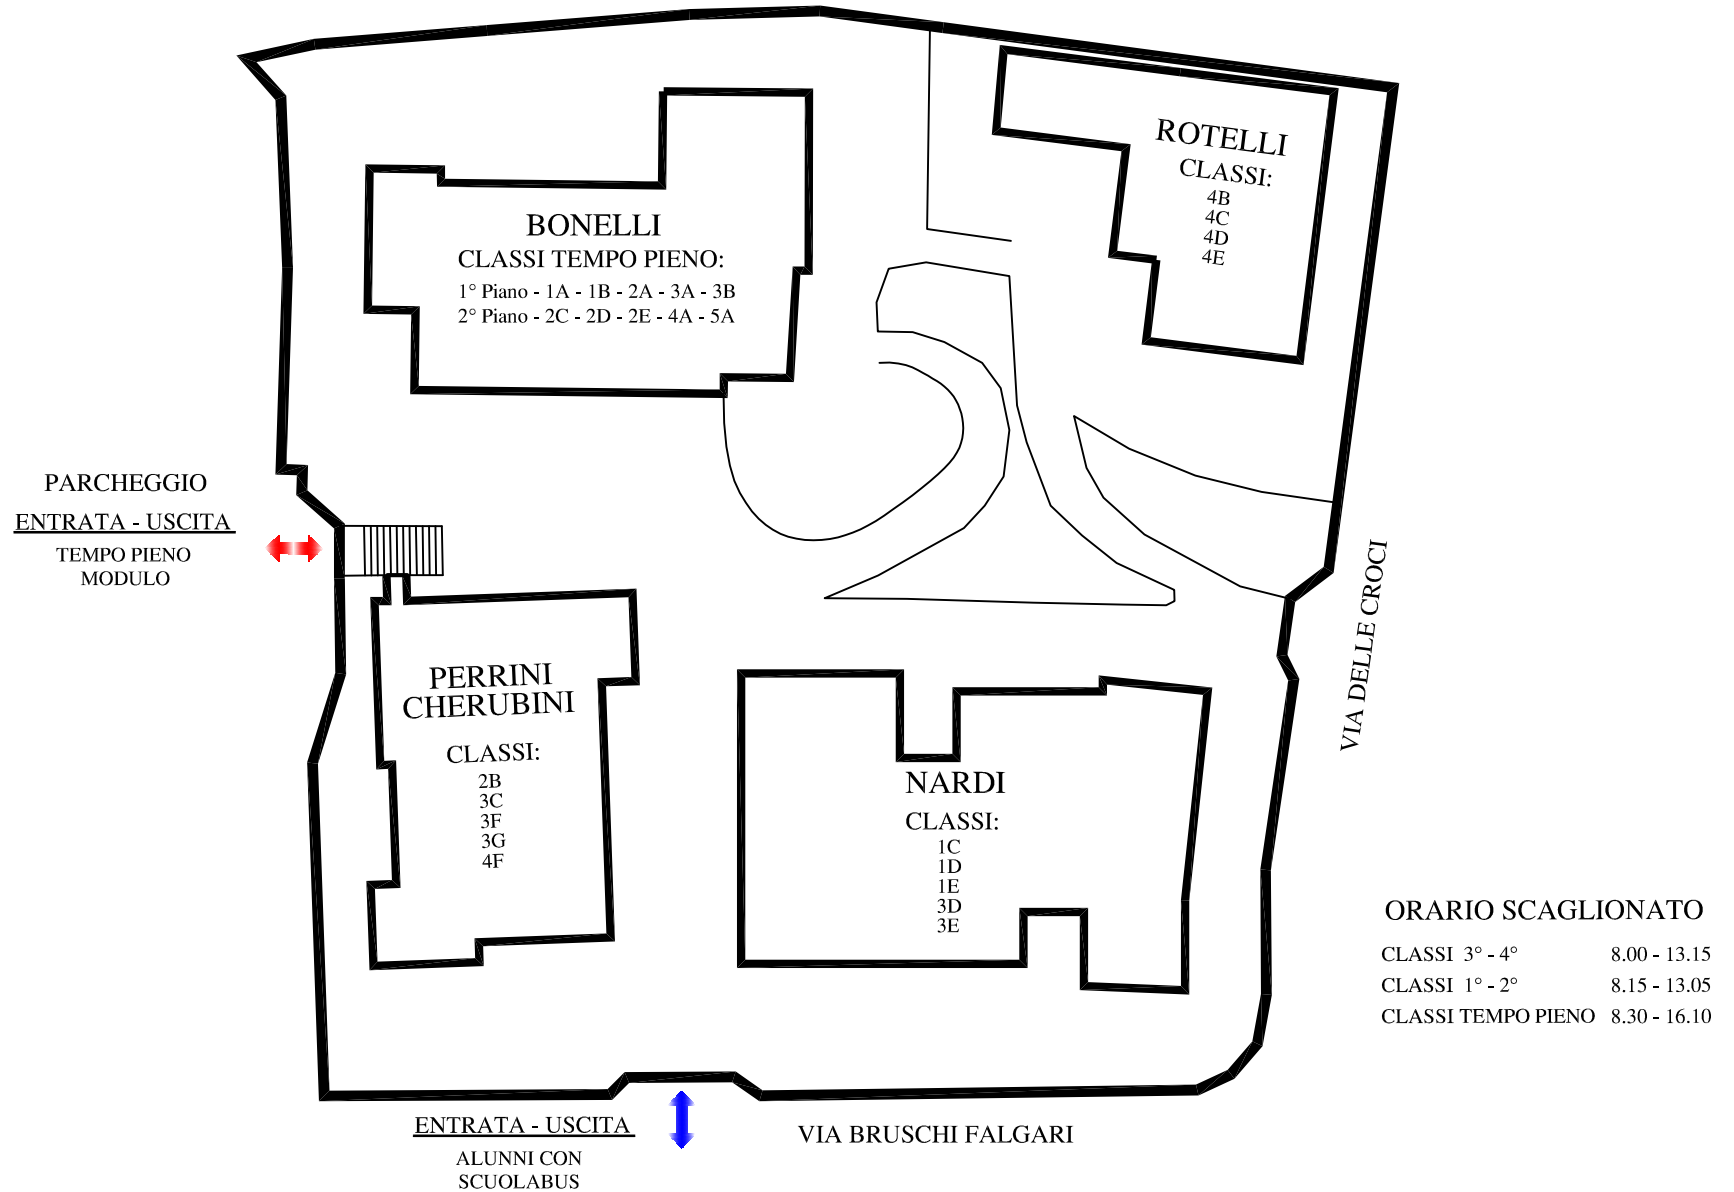 ROTELLI
CLASSI:
4B
4C
4D
4E
BONELLI
CLASSI TEMPO PIENO:
1° Piano - 1A - 1B - 2A - 3A - 3B
2° Piano - 2C - 2D - 2E - 4A - 5A
PARCHEGGIO
ENTRATA - USCITA
TEMPO PIENO
MODULO
VIA DELLE CROCI
PERRINI
CHERUBINI
CLASSI:
2B
3C
3F
3G
4F
NARDI
CLASSI:
1C
1D
1E
3D
3E
ORARIO SCAGLIONATO
CLASSI 3° - 4° 8.00 - 13.15
CLASSI 1° - 2° 8.15 - 13.05
CLASSI TEMPO PIENO 8.30 - 16.10
ENTRATA - USCITA
ALUNNI CON
SCUOLABUS
VIA BRUSCHI FALGARI